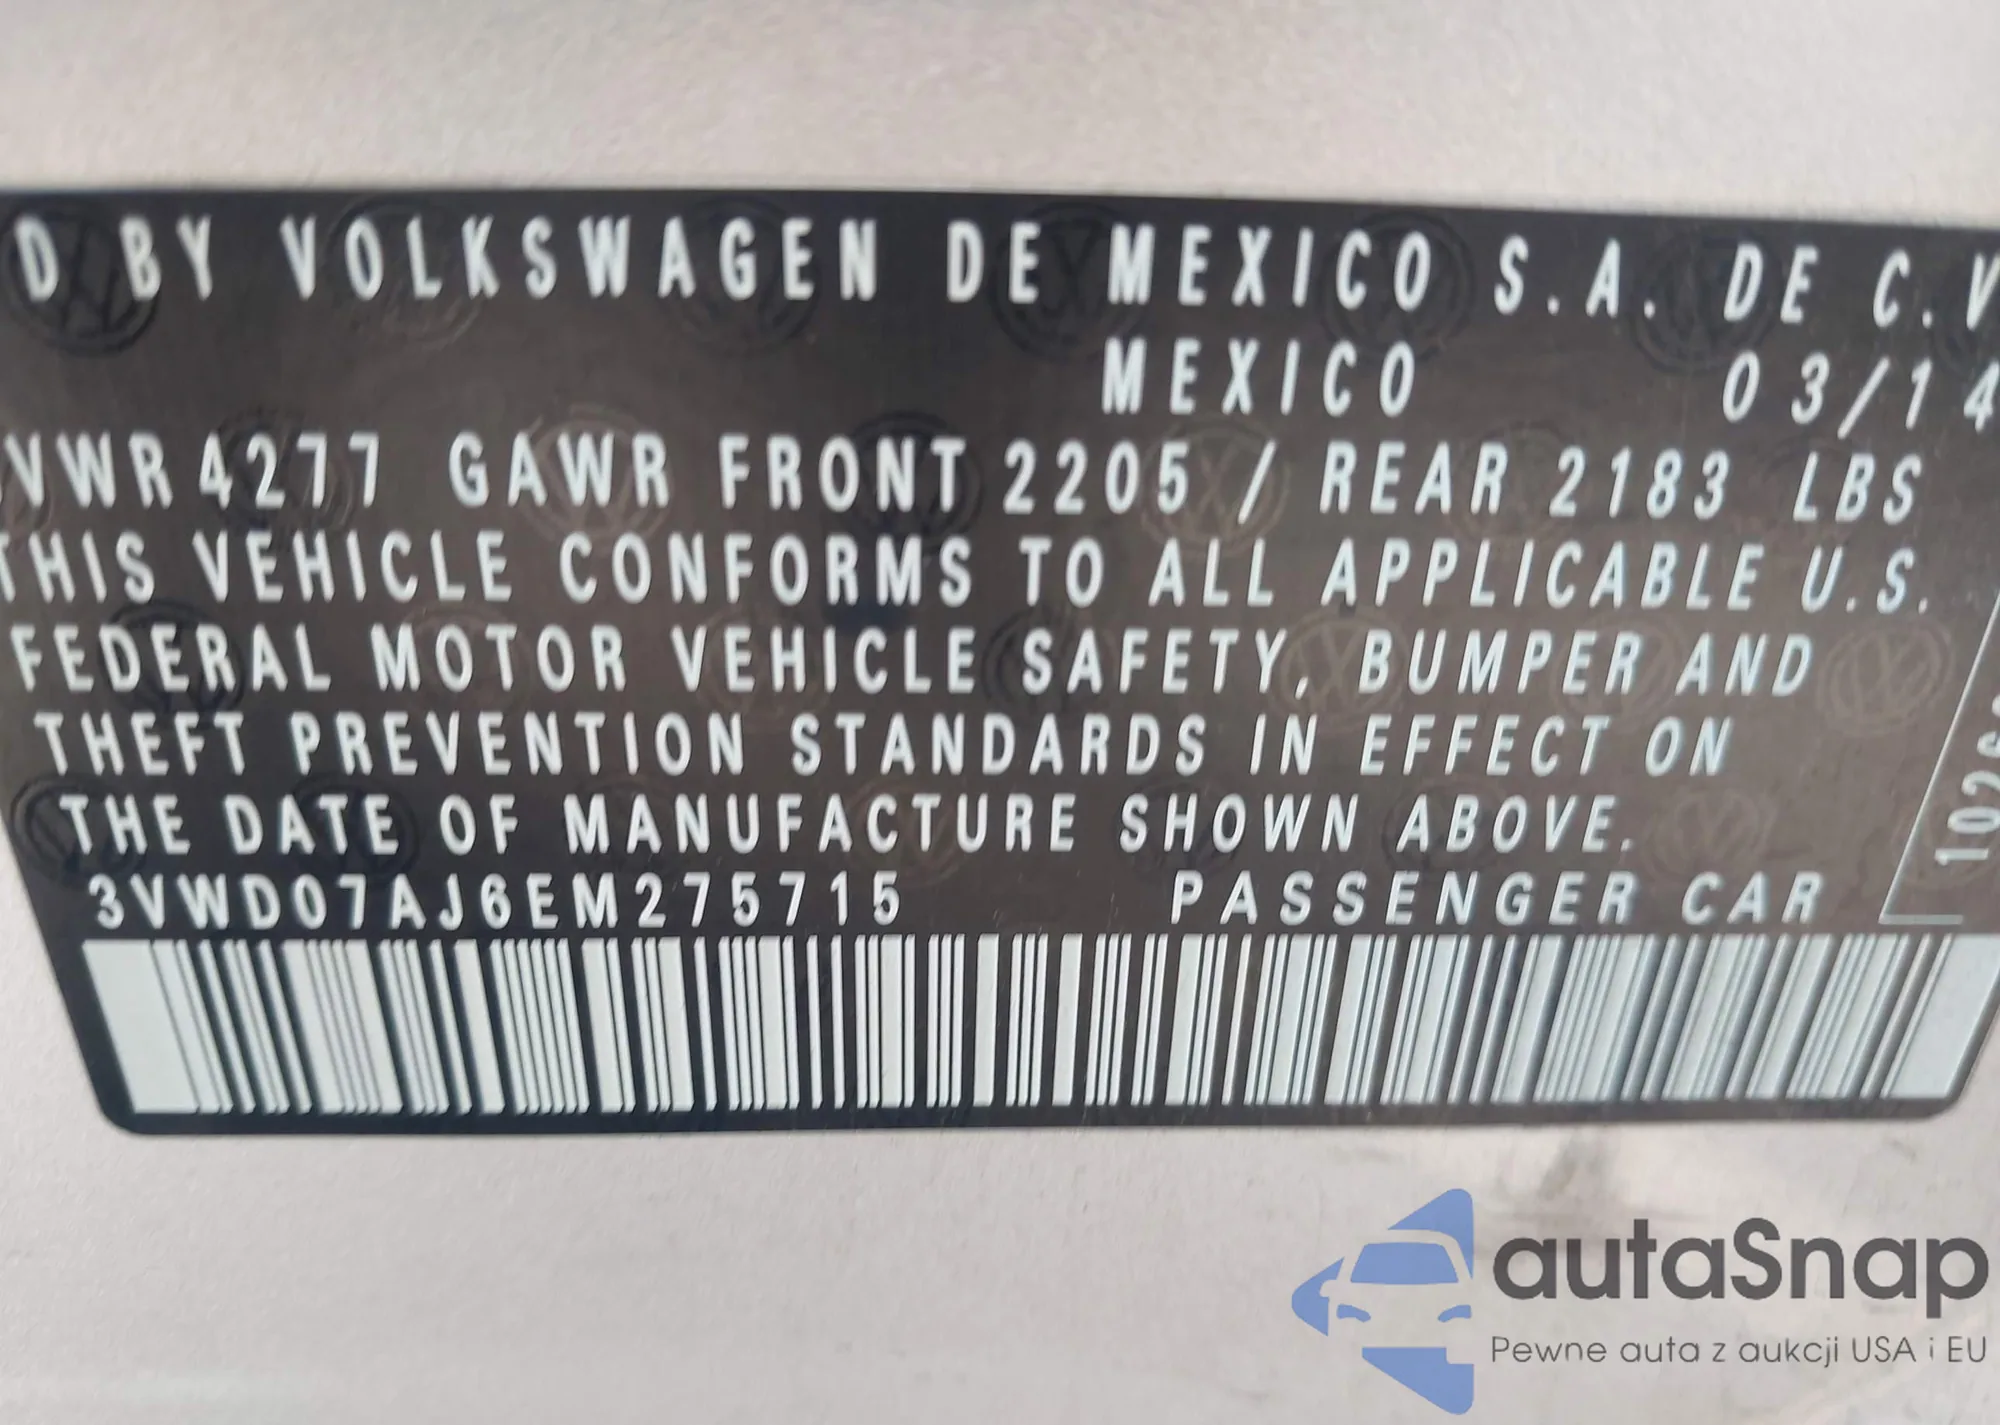 D BY VOLKSWAGEN DE MEXICO S.A. DE C.V
MEXICO 03/14
VWR 4277 GAWR FRONT 2205 / REAR 2183 LBS
THIS VEHICLE CONFORMS TO ALL APPLICABLE U.S.
FEDERAL MOTOR VEHICLE SAFETY, BUMPER AND
THEFT PREVENTION STANDARDS IN EFFECT ON
THE DATE OF MANUFACTURE SHOWN ABOVE.
3VWD07AJ6EM275715 PASSENGER CAR
autaSnap
Pewne auta z aukcji USA i EU